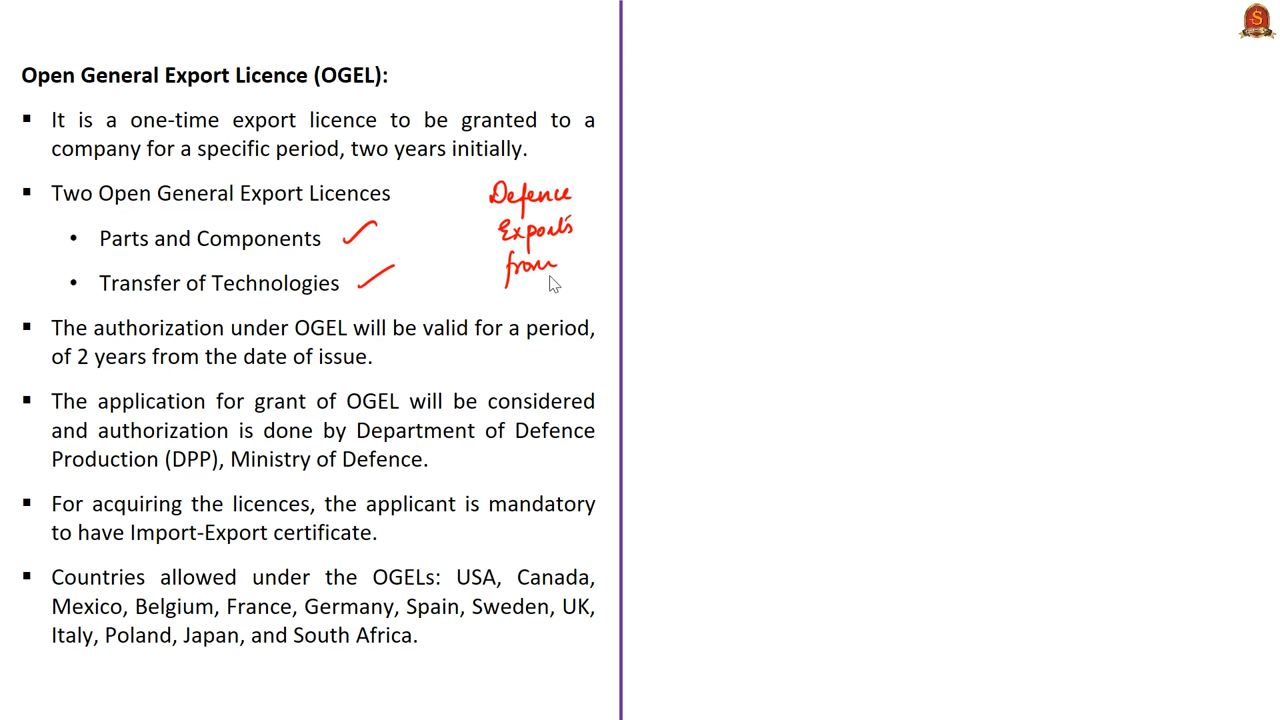 Open General Export Licence (OGEL):
▪ It is a one-time export licence to be granted to a
company for a specific period, two years initially.
▪ Two Open General Export Licences
• Parts and Components
• Transfer of Technologies
Defence
Exports
from
▪ The authorization under OGEL will be valid for a period,
of 2 years from the date of issue.
▪ The application for grant of OGEL will be considered
and authorization is done by Department of Defence
Production (DPP), Ministry of Defence.
▪ For acquiring the licences, the applicant is mandatory
to have Import-Export certificate.
▪ Countries allowed under the OGELs: USA, Canada,
Mexico, Belgium, France, Germany, Spain, Sweden, UK,
Italy, Poland, Japan, and South Africa.
S